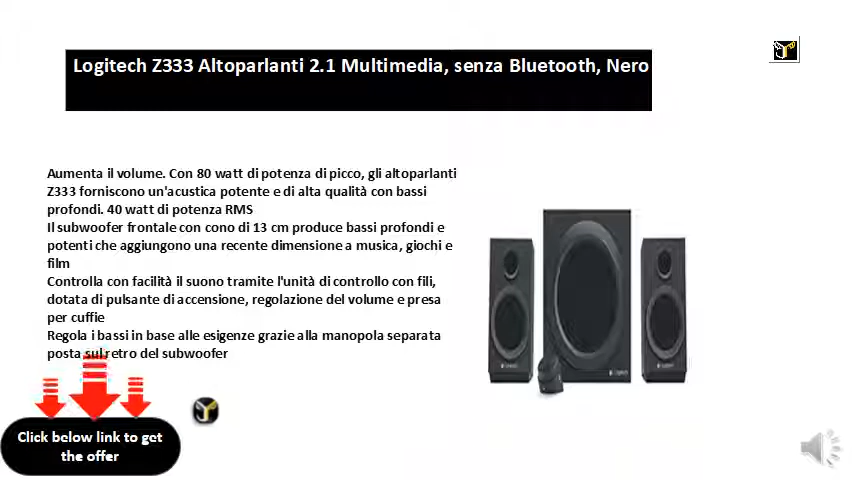 Logitech Z333 Altoparlanti 2.1 Multimedia, senza Bluetooth, Nero
Aumenta il volume. Con 80 watt di potenza di picco, gli altoparlanti
Z333 forniscono un'acustica potente e di alta qualità con bassi
profondi. 40 watt di potenza RMS
Il subwoofer frontale con cono di 13 cm produce bassi profondi e
potenti che aggiungono una recente dimensione a musica, giochi e
film
Controlla con facilità il suono tramite l'unità di controllo con fili,
dotata di pulsante di accensione, regolazione del volume e presa
per cuffie
Regola i bassi in base alle esigenze grazie alla manopola separata
posta sul retro del subwoofer
Click below link to get
the offer